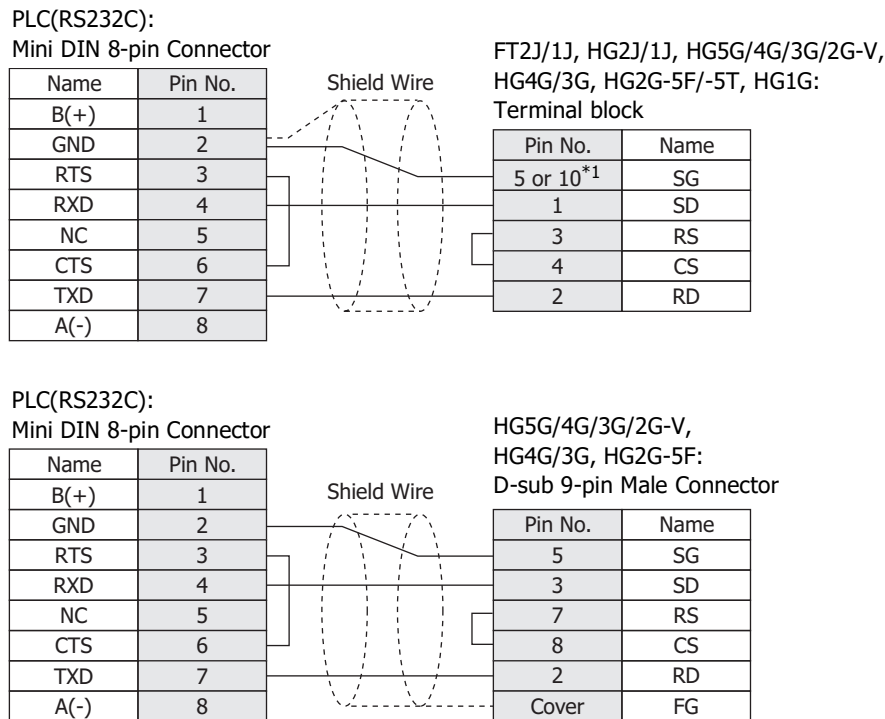 PLC(RS232C):
Mini DIN 8-pin Connector
Name Pin No.
B(+) 1
GND 2
RTS 3
RXD 4
NC 5
CTS 6
TXD 7
A(-) 8
Shield Wire
FT2J/1J, HG2J/1J, HG5G/4G/3G/2G-V,
HG4G/3G, HG2G-5F/-5T, HG1G:
Terminal block
Pin No. Name
5 or 10*1 SG
1 SD
3 RS
4 CS
2 RD
PLC(RS232C):
Mini DIN 8-pin Connector
Name Pin No.
B(+) 1
GND 2
RTS 3
RXD 4
NC 5
CTS 6
TXD 7
A(-) 8
Shield Wire
HG5G/4G/3G/2G-V,
HG4G/3G, HG2G-5F:
D-sub 9-pin Male Connector
Pin No. Name
5 SG
3 SD
7 RS
8 CS
2 RD
Cover FG